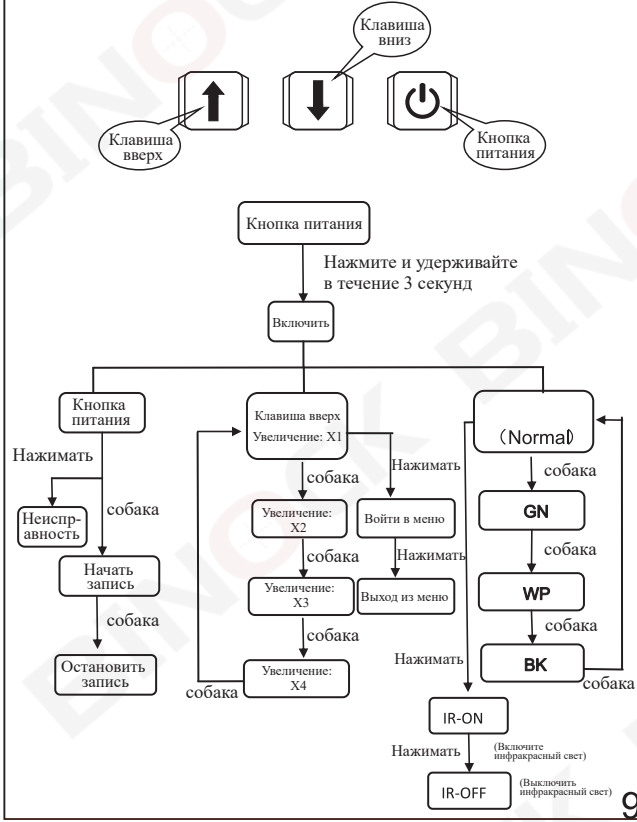 Клавиша
вниз
Клавиша
вверх
Кнопка
питания
Кнопка питания
Нажмите и удерживайте
в течение 3 секунд
Включить
Кнопка
питания
Нажимать
собака
Неиспр-
авность
Начать
запись
собака
Остановить
запись
Клавиша вверх
Увеличение: X1
собака
Нажимать
Увеличение:
X2
Войти в меню
собака
Нажимать
Увеличение:
X3
Выход из меню
собака
Увеличение:
X4
собака
(Normal)
собака
GN
собака
WP
собака
BK
собака
Нажимать
IR-ON
Нажимать
(Включите
инфракрасный свет)
IR-OFF
(Выключить
инфракрасный свет)
9
BINOCK
BINOCK
BINOCK